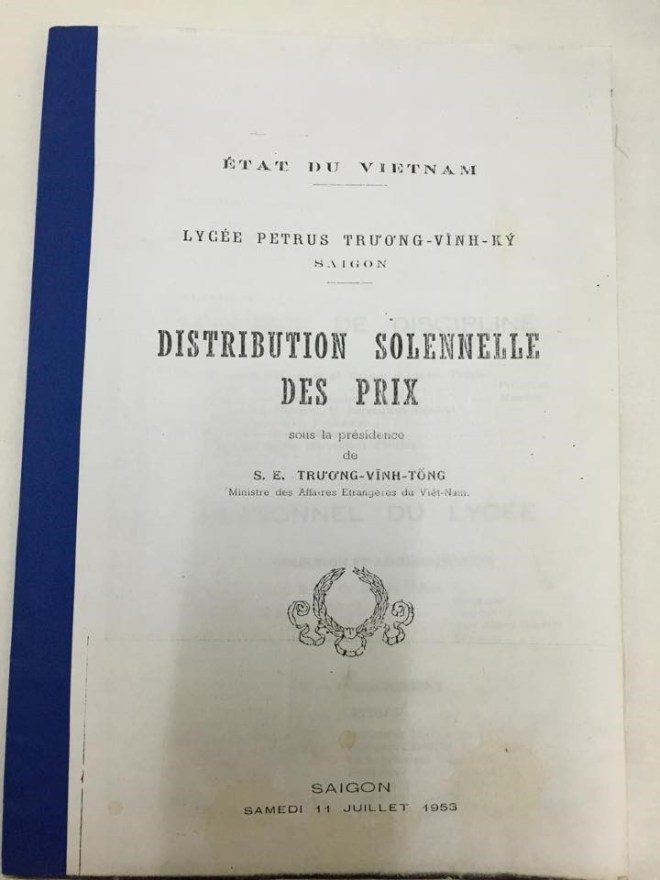 ÉTAT DU VIETNAM
LYCÉE PETRUS TRƯƠNG-VĨNH-KÝ
SAIGON
DISTRIBUTION SOLENNELLE
DES PRIX
sous la présidence
de
S. E. TRƯƠNG-VĨNH-TỐNG
Ministre des Affaires Etrangères du Việt-Nam.
SAIGON
SAMEDI 11 JUILLET 1953